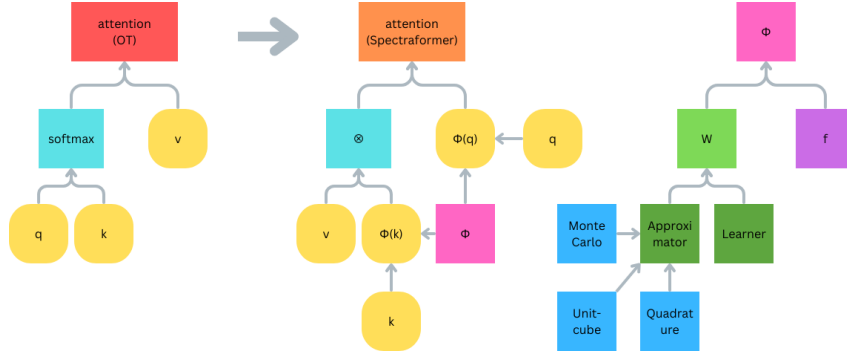 attention
(OT)
softmax
v
q
k
attention
(Spectraformer)
⊗
Φ(q)
q
v
Φ(k)
Φ
k
Φ
W
f
Monte
Carlo
Approxi
mator
Learner
Unit-
cube
Quadrat
ure